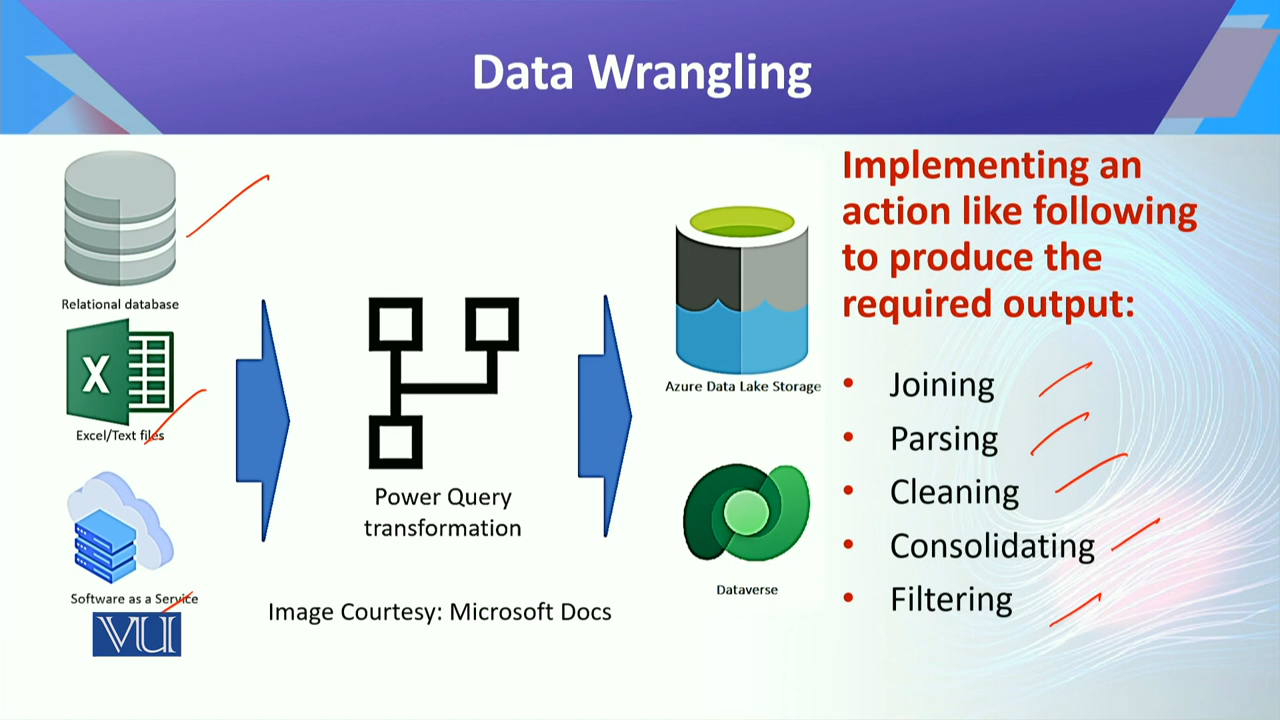 Data Wrangling
Relational database
X
Excel/Text files
Software as a Service
VU
Power Query
transformation
Image Courtesy: Microsoft Docs
Azure Data Lake Storage
Dataverse
Implementing an
action like following
to produce the
required output:
• Joining
• Parsing
• Cleaning
• Consolidating
• Filtering